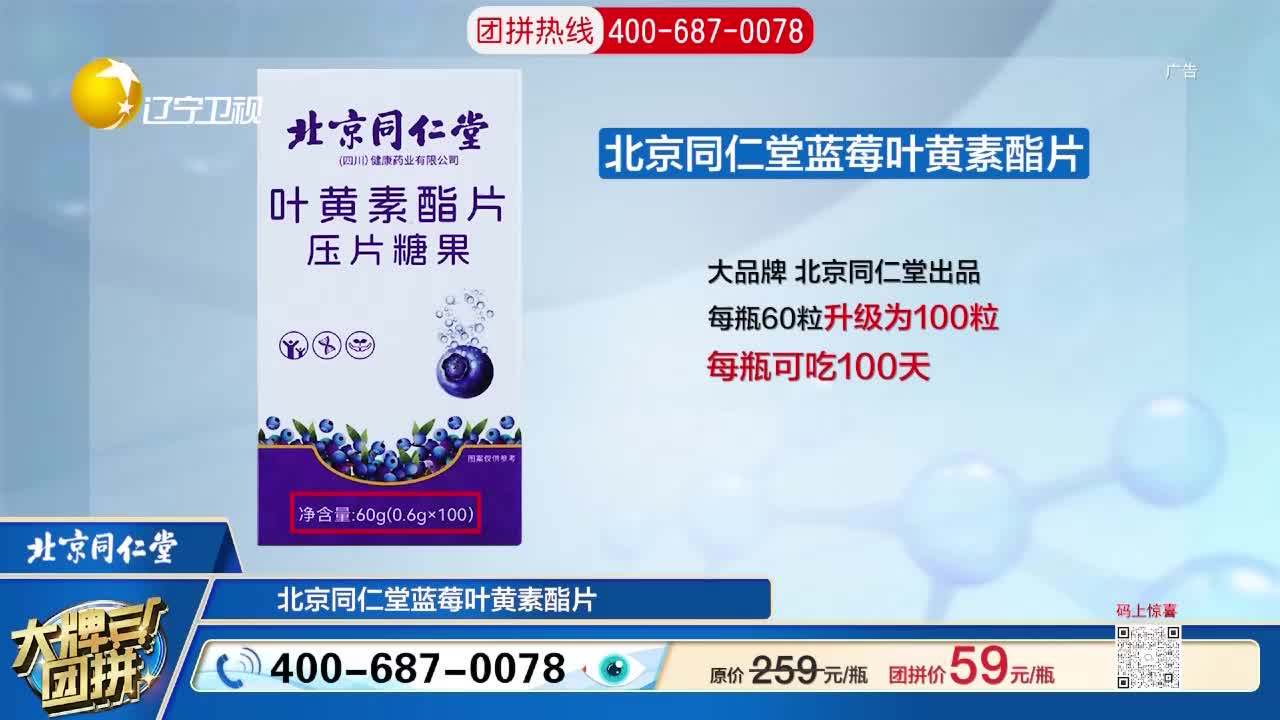 团拼热线 400-687-0078
广告
辽宁卫视
北京同仁堂
(四川)健康药业有限公司
叶黄素酯片
压片糖果
图案仅供参考
净含量:60g(0.6g×100)
北京同仁堂蓝莓叶黄素酯片
大品牌 北京同仁堂出品
每瓶60粒升级为100粒
每瓶可吃100天
北京同仁堂
北京同仁堂蓝莓叶黄素酯片
大牌云团拼
400-687-0078
原价259元/瓶 团拼价59元/瓶
码上惊喜